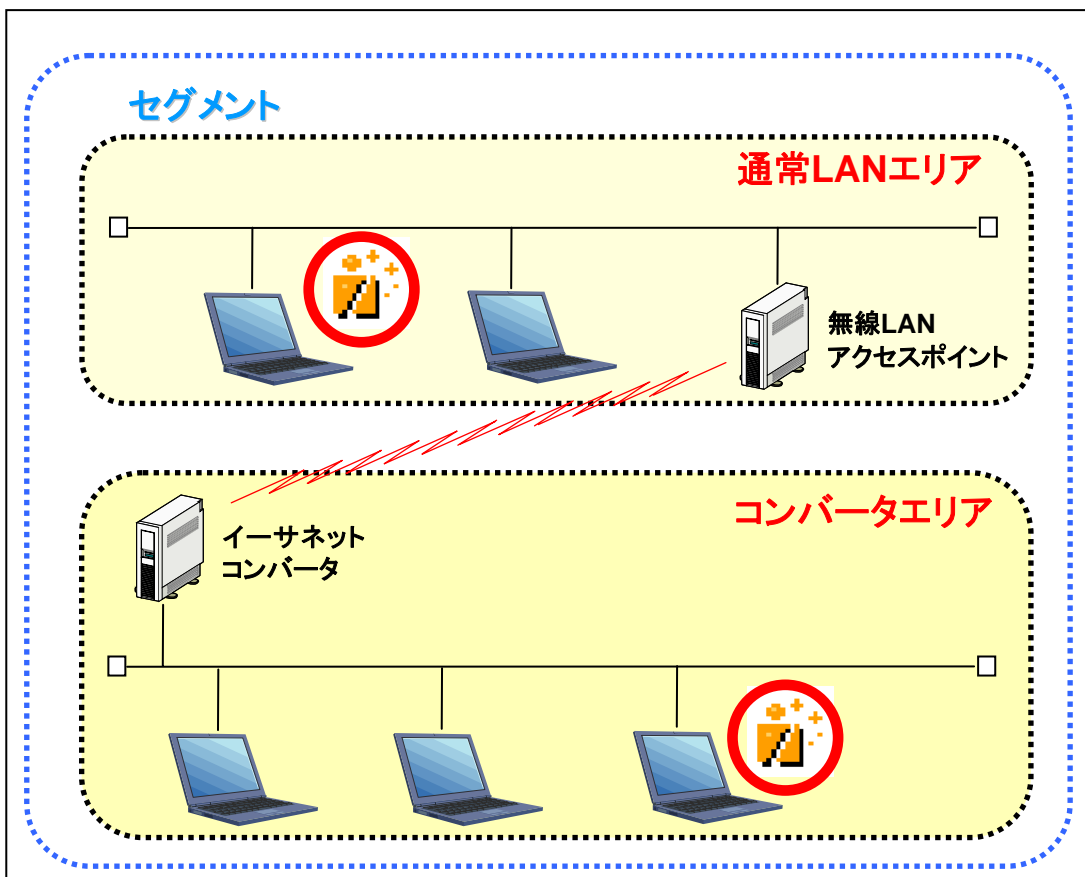 セグメント
通常LANエリア
無線LAN
アクセスポイント
コンバータエリア
イーサネット
コンバータ